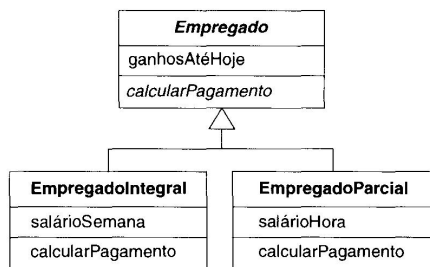 Empregado
ganhosAtéHoje
calcularPagamento
EmpregadoIntegral
salárioSemana
calcularPagamento
EmpregadoParcial
salárioHora
calcularPagamento